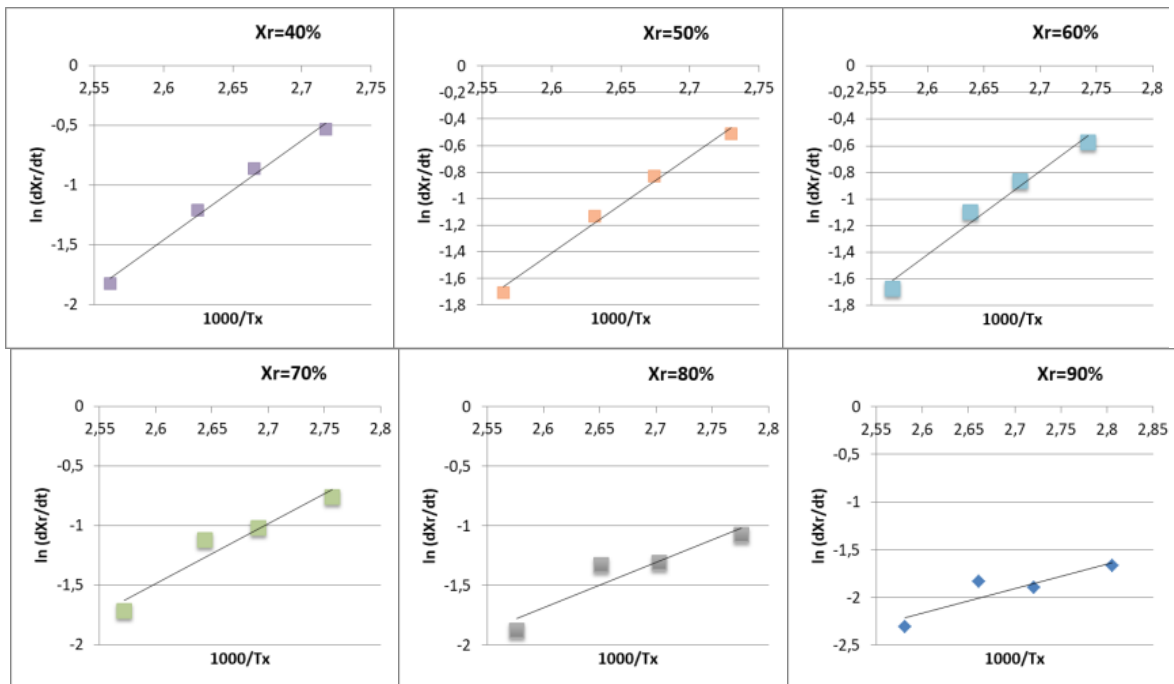 Xr=40%
0
2,55 2,6 2,65 2,7 2,75
-0,5
-1
-1,5
-2
ln (dXr/dt)
1000/Tx
Xr=50%
0
2,55 2,6 2,65 2,7 2,75
-0,2
-0,4
-0,6
-0,8
-1
-1,2
-1,4
-1,6
-1,8
ln (dXr/dt)
1000/Tx
Xr=60%
0
2,55 2,6 2,65 2,7 2,75 2,8
-0,2
-0,4
-0,6
-0,8
-1
-1,2
-1,4
-1,6
-1,8
ln (dXr/dt)
1000/Tx
Xr=70%
0
2,55 2,6 2,65 2,7 2,75 2,8
-0,5
-1
-1,5
-2
ln (dXr/dt)
1000/Tx
Xr=80%
0
2,55 2,6 2,65 2,7 2,75 2,8
-0,5
-1
-1,5
-2
ln (dXr/dt)
1000/Tx
Xr=90%
0
2,55 2,6 2,65 2,7 2,75 2,8 2,85
-0,5
-1
-1,5
-2
-2,5
ln (dXr/dt)
1000/Tx